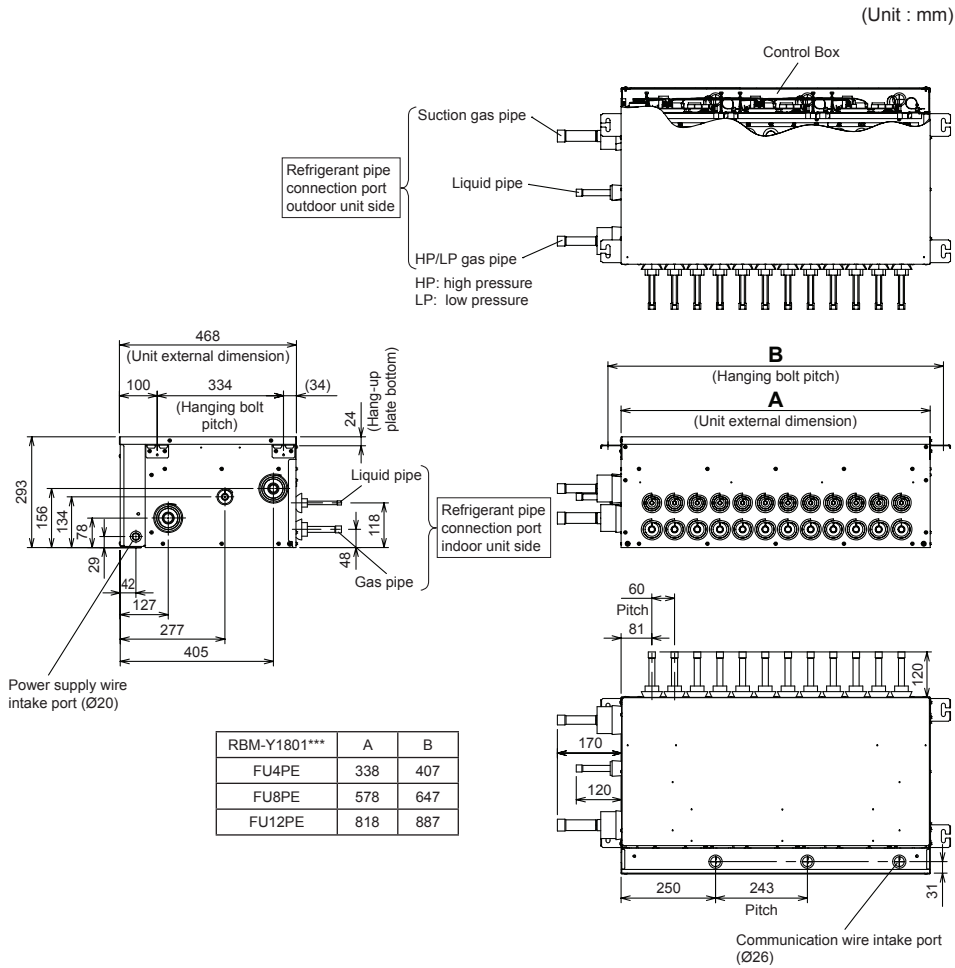 (Unit : mm)
Control Box
Suction gas pipe
Refrigerant pipe
connection port
outdoor unit side
Liquid pipe
HP/LP gas pipe
HP: high pressure
LP: low pressure
468
(Unit external dimension)
100
334
(34)
(Hanging bolt
pitch)
24
(Hang-up
plate bottom)
293
156
134
78
29
42
127
277
405
Liquid pipe
118
48
Gas pipe
Refrigerant pipe
connection port
indoor unit side
Power supply wire
intake port (Ø20)
B
(Hanging bolt pitch)
A
(Unit external dimension)
60
Pitch
81
120
170
120
250
243
Pitch
31
Communication wire intake port
(Ø26)
RBM-Y1801*** A B
FU4PE 338 407
FU8PE 578 647
FU12PE 818 887